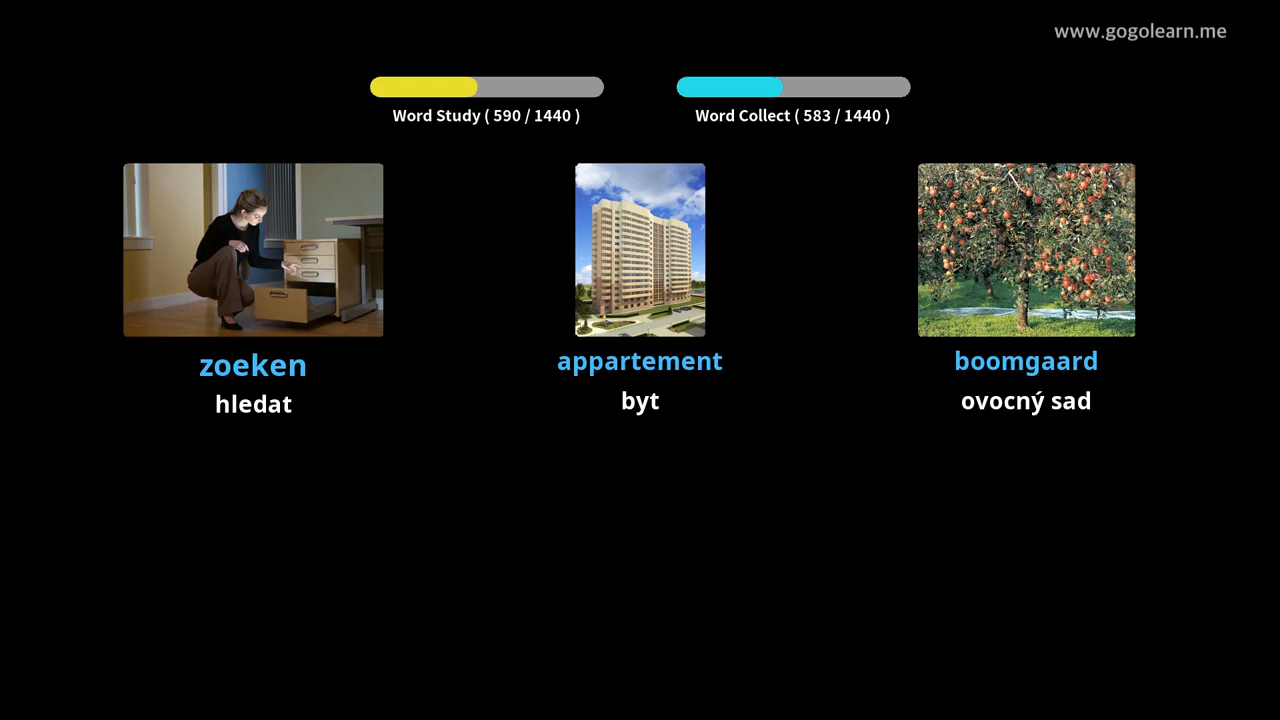 www.gogolearn.me
Word Study ( 590 / 1440 )
Word Collect ( 583 / 1440 )
zoeken
hledat
appartement
byt
boomgaard
ovocný sad